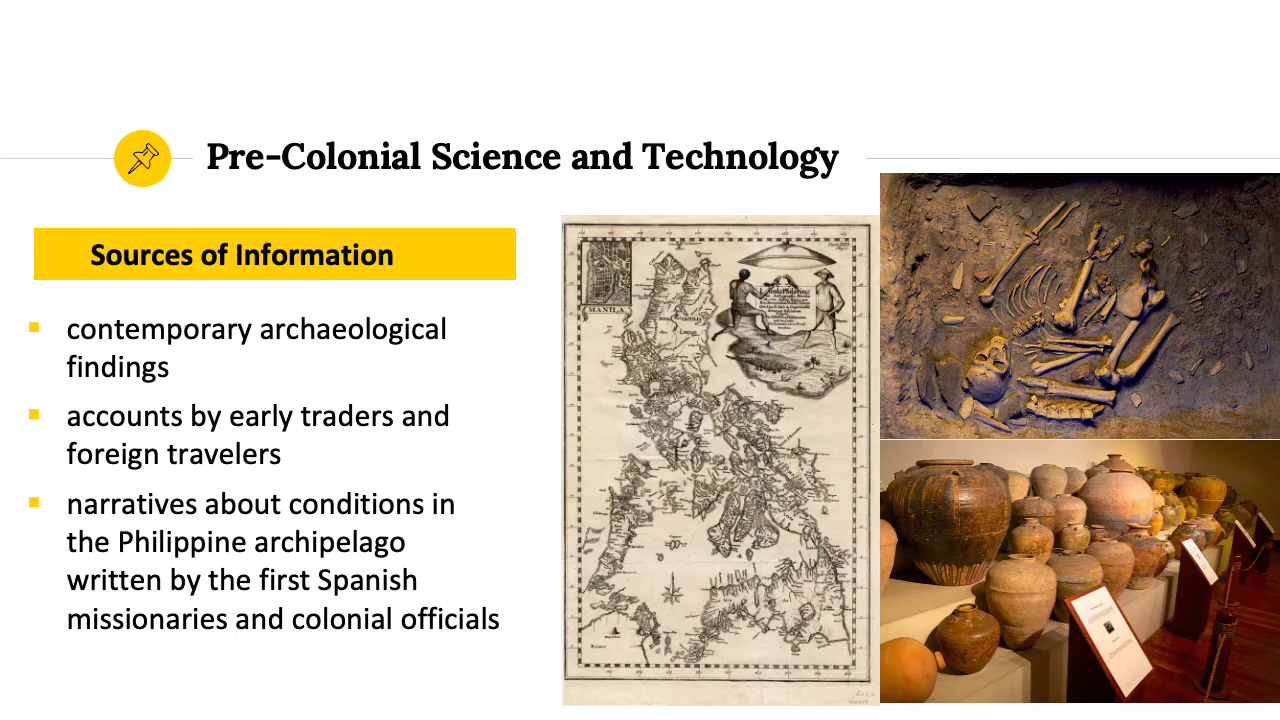 Pre-Colonial Science and Technology
Sources of Information
contemporary archaeological
findings
accounts by early traders and
foreign travelers
narratives about conditions in
the Philippine archipelago
written by the first Spanish
missionaries and colonial officials
MANILA